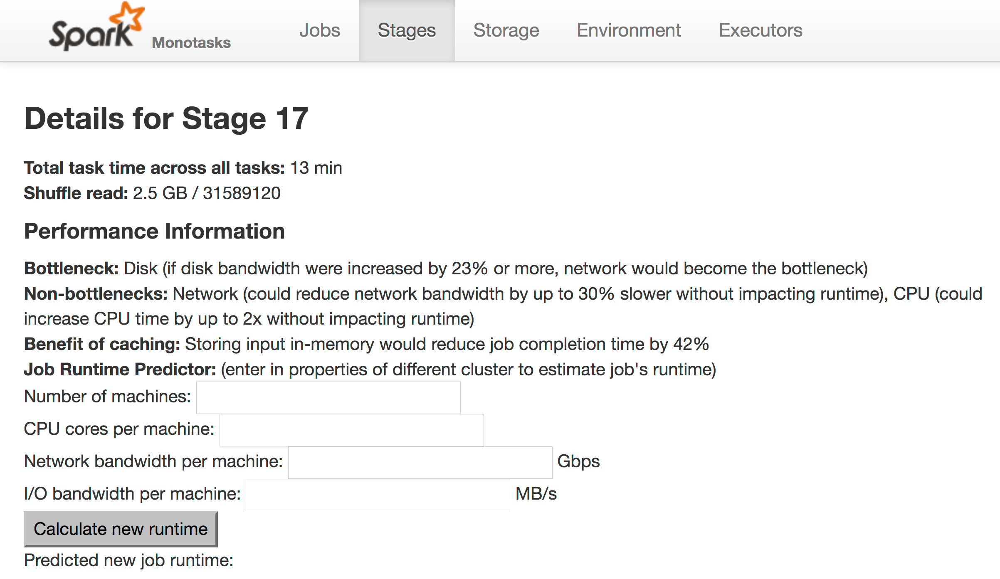 Spark Monotasks Jobs Stages Storage Environment Executors
Details for Stage 17
Total task time across all tasks: 13 min
Shuffle read: 2.5 GB / 31589120
Performance Information
Bottleneck: Disk (if disk bandwidth were increased by 23% or more, network would become the bottleneck)
Non-bottlenecks: Network (could reduce network bandwidth by up to 30% slower without impacting runtime), CPU (could
increase CPU time by up to 2x without impacting runtime)
Benefit of caching: Storing input in-memory would reduce job completion time by 42%
Job Runtime Predictor: (enter in properties of different cluster to estimate job's runtime)
Number of machines:
CPU cores per machine:
Network bandwidth per machine: Gbps
I/O bandwidth per machine: MB/s
Calculate new runtime
Predicted new job runtime: